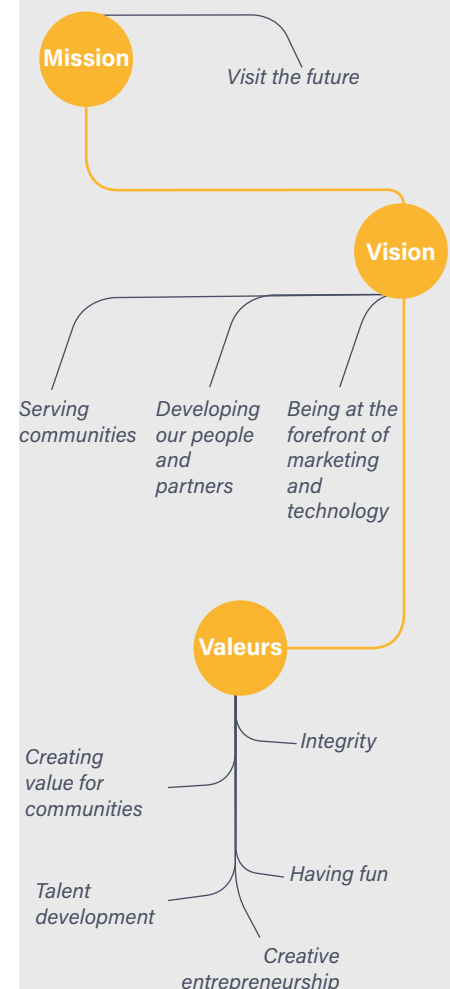 Mission
Visit the future
Vision
Serving
communities
Developing
our people
and
partners
Being at the
forefront of
marketing
and
technology
Valeurs
Integrity
Creating
value for
communities
Having fun
Talent
development
Creative
entrepreneurship